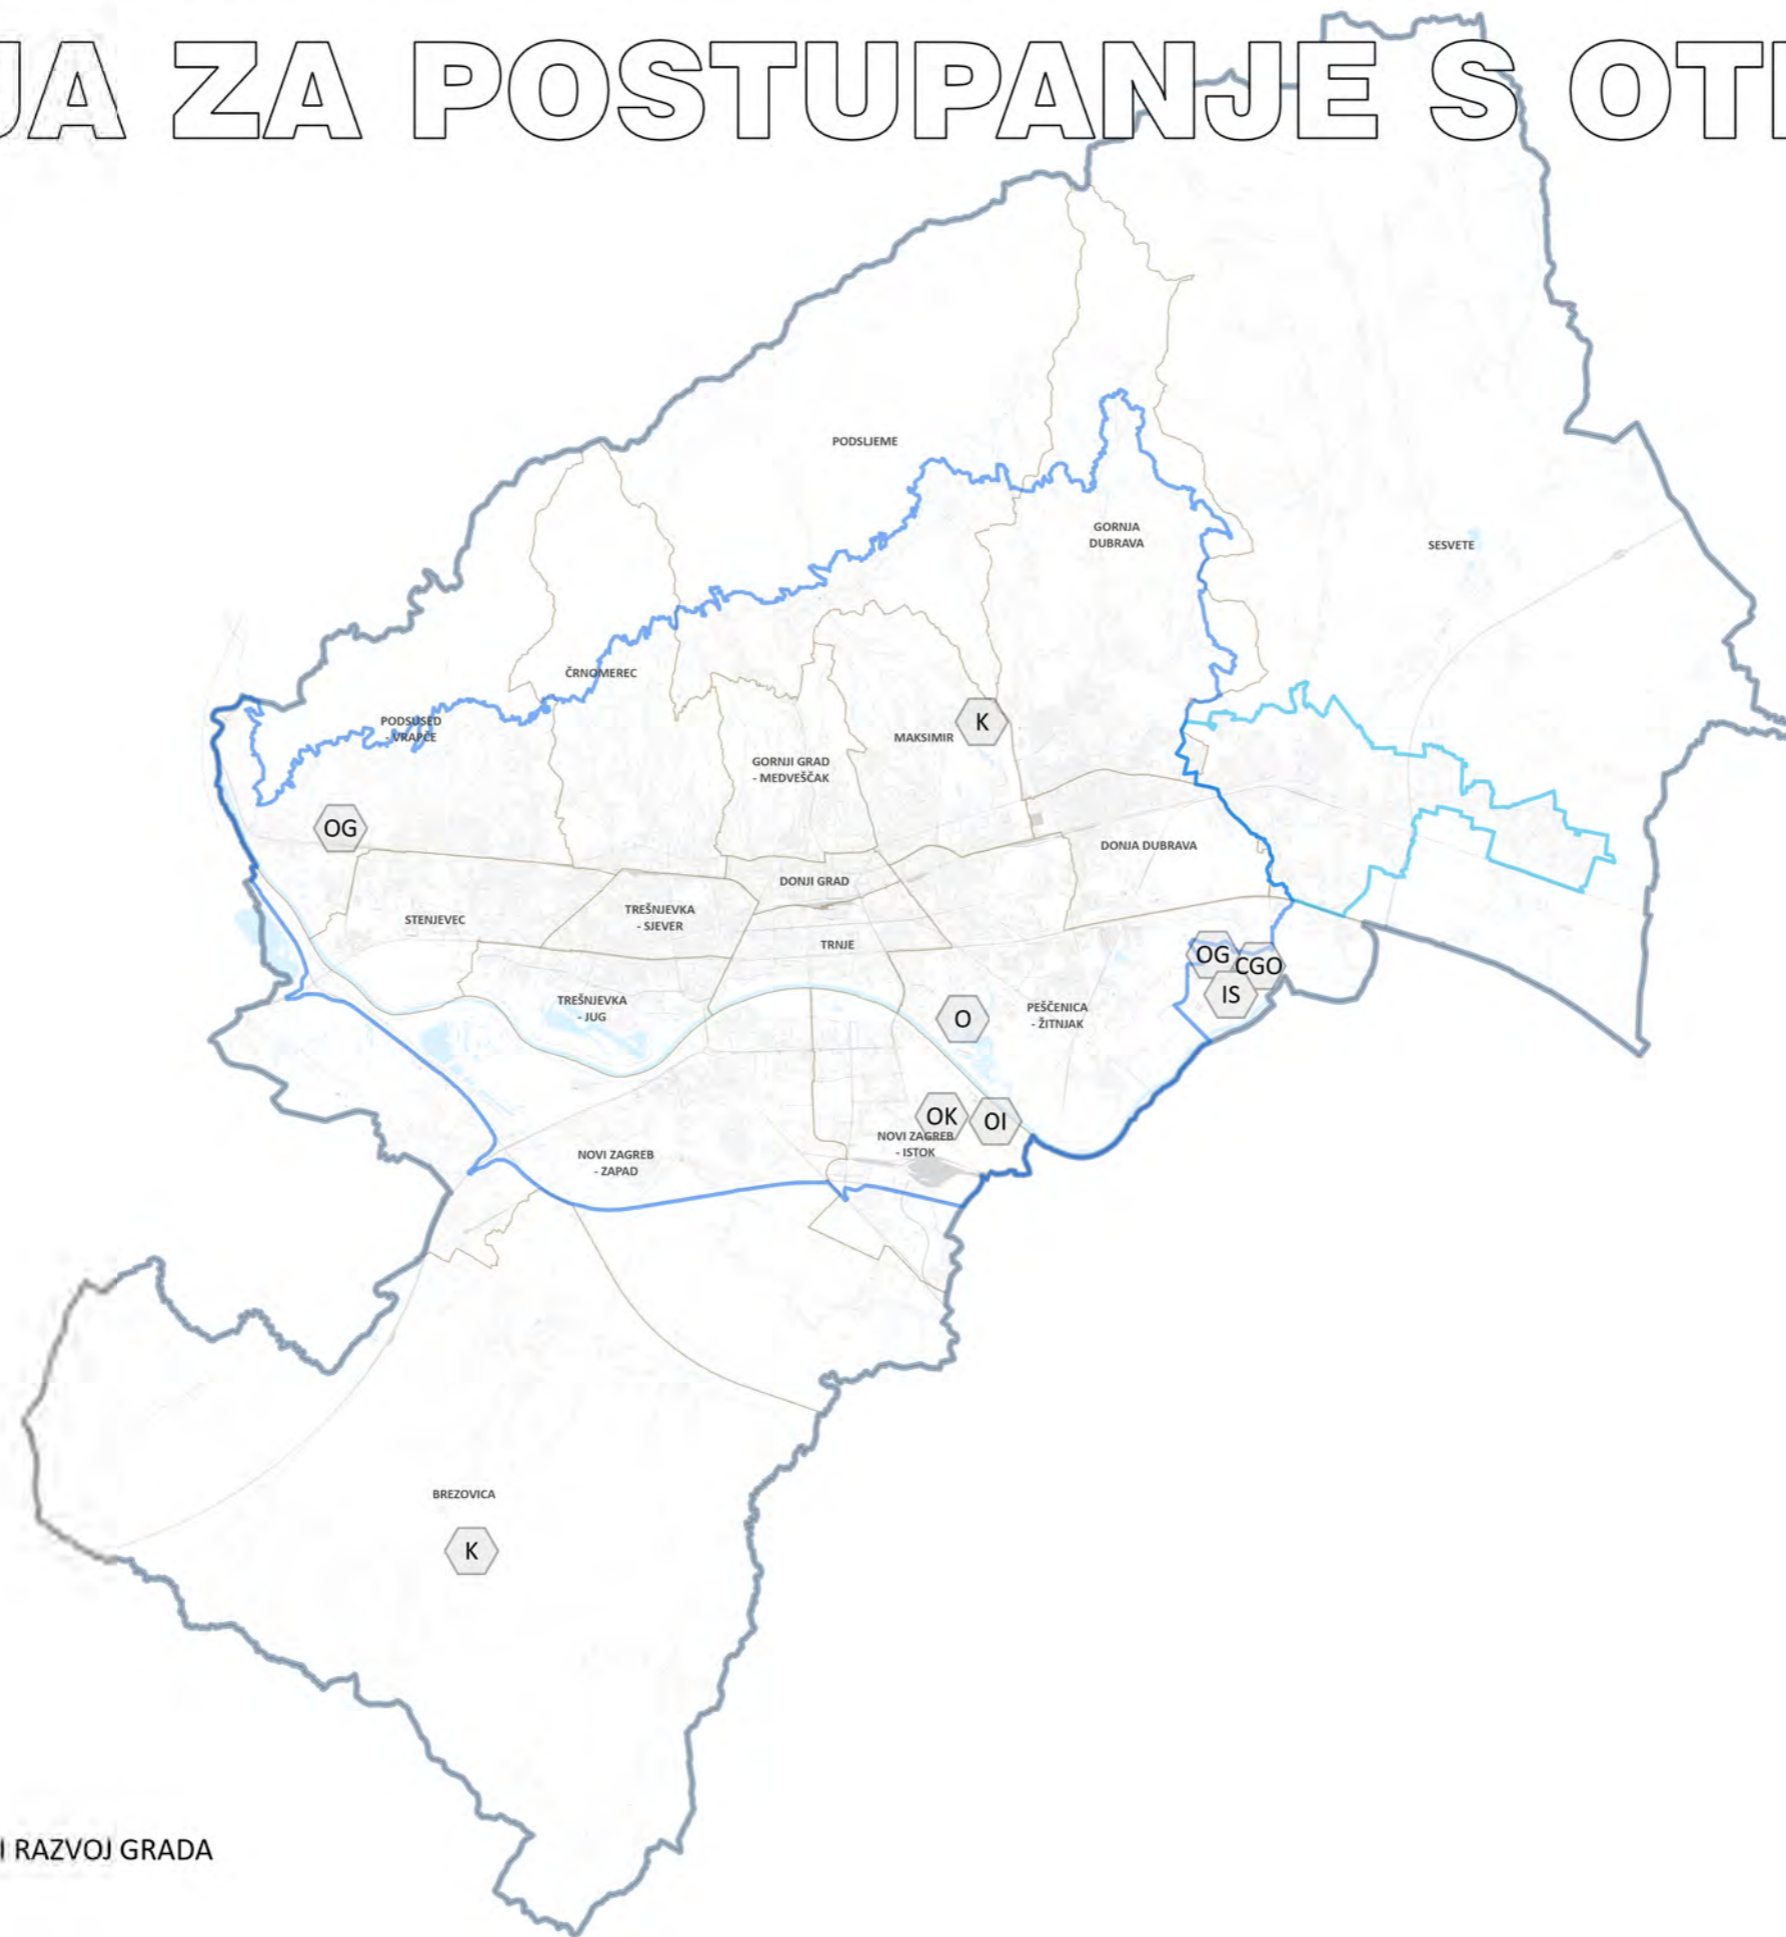 JA ZA POSTUPANJE S OT
PODSLJEME
GORNJA
DUBRAVA
SESVETE
ČRNOMEREC
PODSUSED
- VRAPČE
K
MAKSIMIR
GORNJI GRAD
- MEDVEŠČAK
OG
DONJA DUBRAVA
DONJI GRAD
STENJEVEC
TREŠNJEVKA
- SJEVER
TRNJE
OG
CGO
IS
TREŠNJEVKA
- JUG
O
PEŠČENICA
- ŽITNJAK
OK
OI
NOVI ZAGREB
- ISTOK
NOVI ZAGREB
- ZAPAD
BREZOVICA
K
I RAZVOJ GRADA